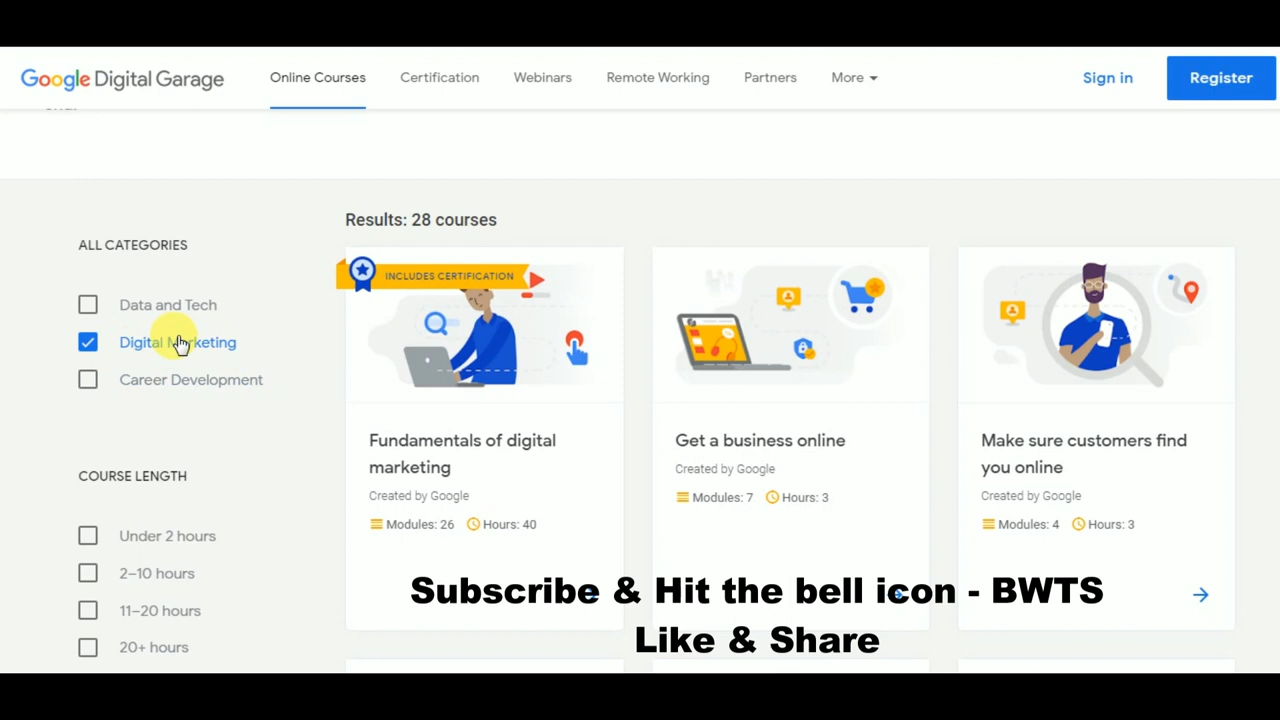 Google Digital Garage
Online Courses
Certification
Webinars
Remote Working
Partners
More
Sign in
Register
Results: 28 courses
ALL CATEGORIES
Data and Tech
Digital Marketing
Career Development
COURSE LENGTH
Under 2 hours
2–10 hours
11–20 hours
20+ hours
INCLUDES CERTIFICATION
Fundamentals of digital
marketing
Created by Google
Modules: 26 Hours: 40
Get a business online
Created by Google
Modules: 7 Hours: 3
Make sure customers find
you online
Created by Google
Modules: 4 Hours: 3
Subscribe & Hit the bell icon - BWTS
Like & Share